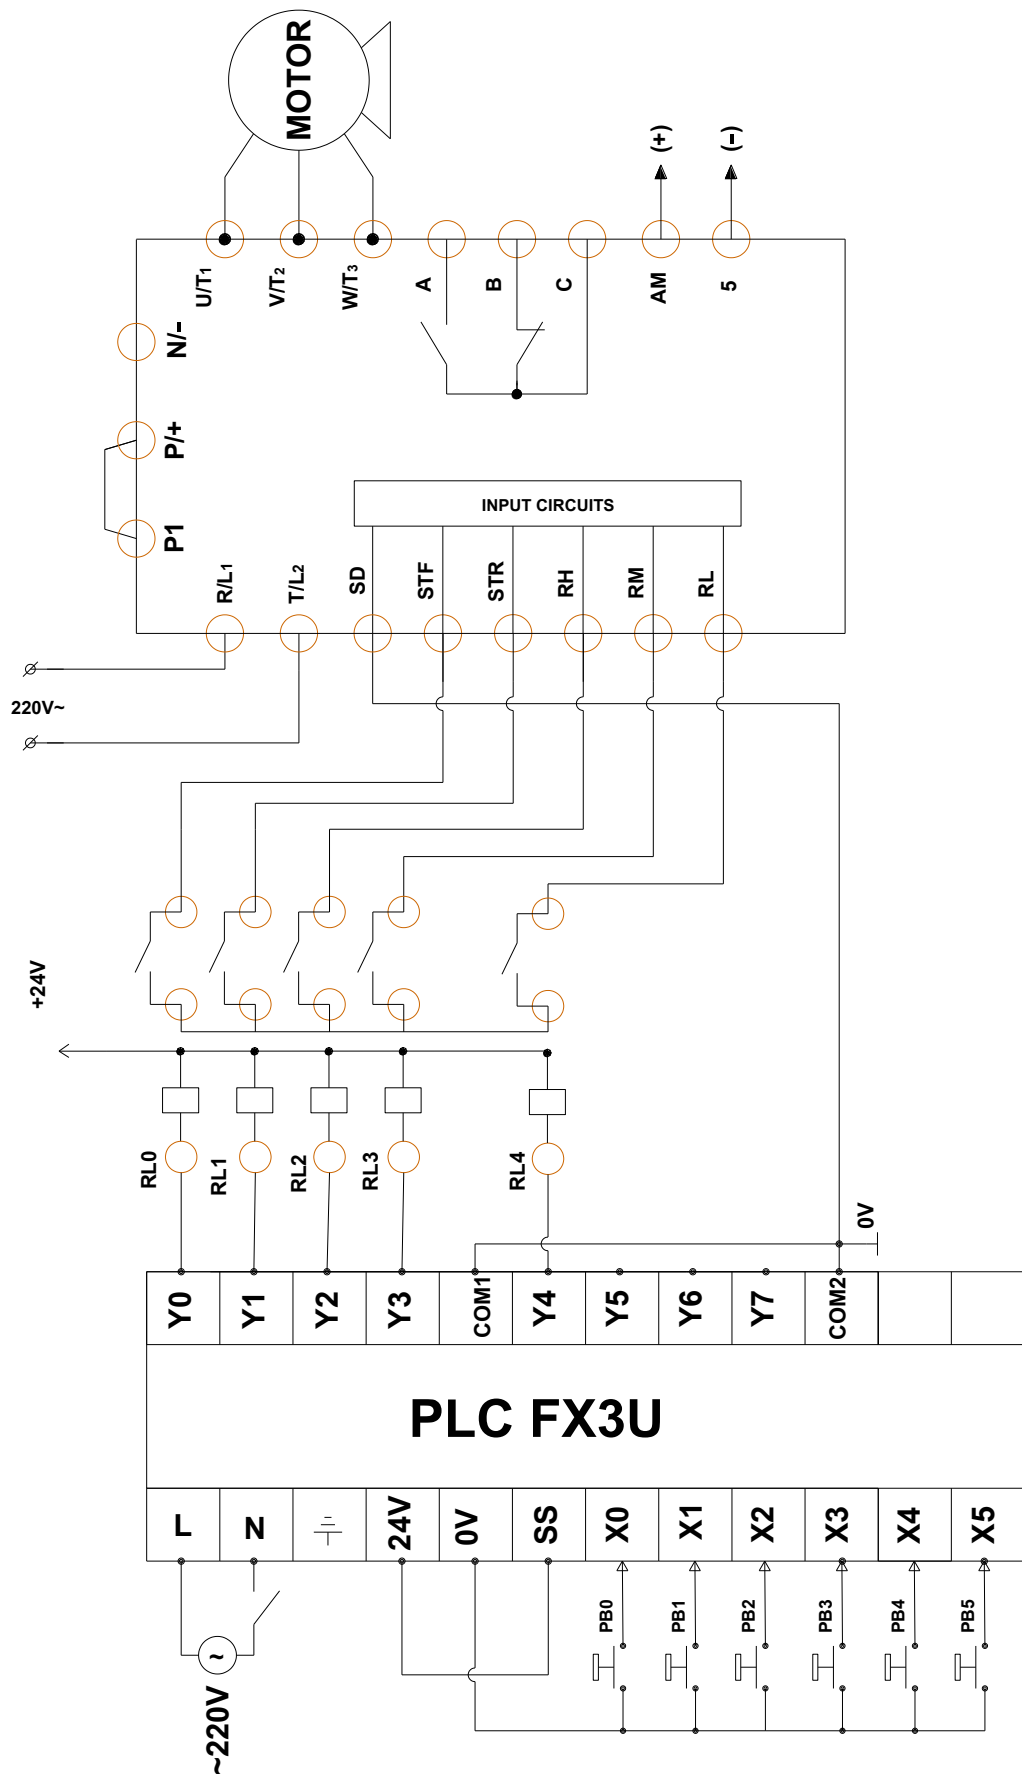 MOTOR
(+)
(-)
U/T1
V/T2
W/T3
A
B
C
AM
5
N/-
P/+
P1
INPUT CIRCUITS
R/L1
T/L2
SD
STF
STR
RH
RM
RL
220V~
+24V
RL0
RL1
RL2
RL3
RL4
0V
Y0
Y1
Y2
Y3
COM1
Y4
Y5
Y6
Y7
COM2
PLC FX3U
L
N
24V
0V
SS
X0
X1
X2
X3
X4
X5
PB0
PB1
PB2
PB3
PB4
PB5
~
~220V